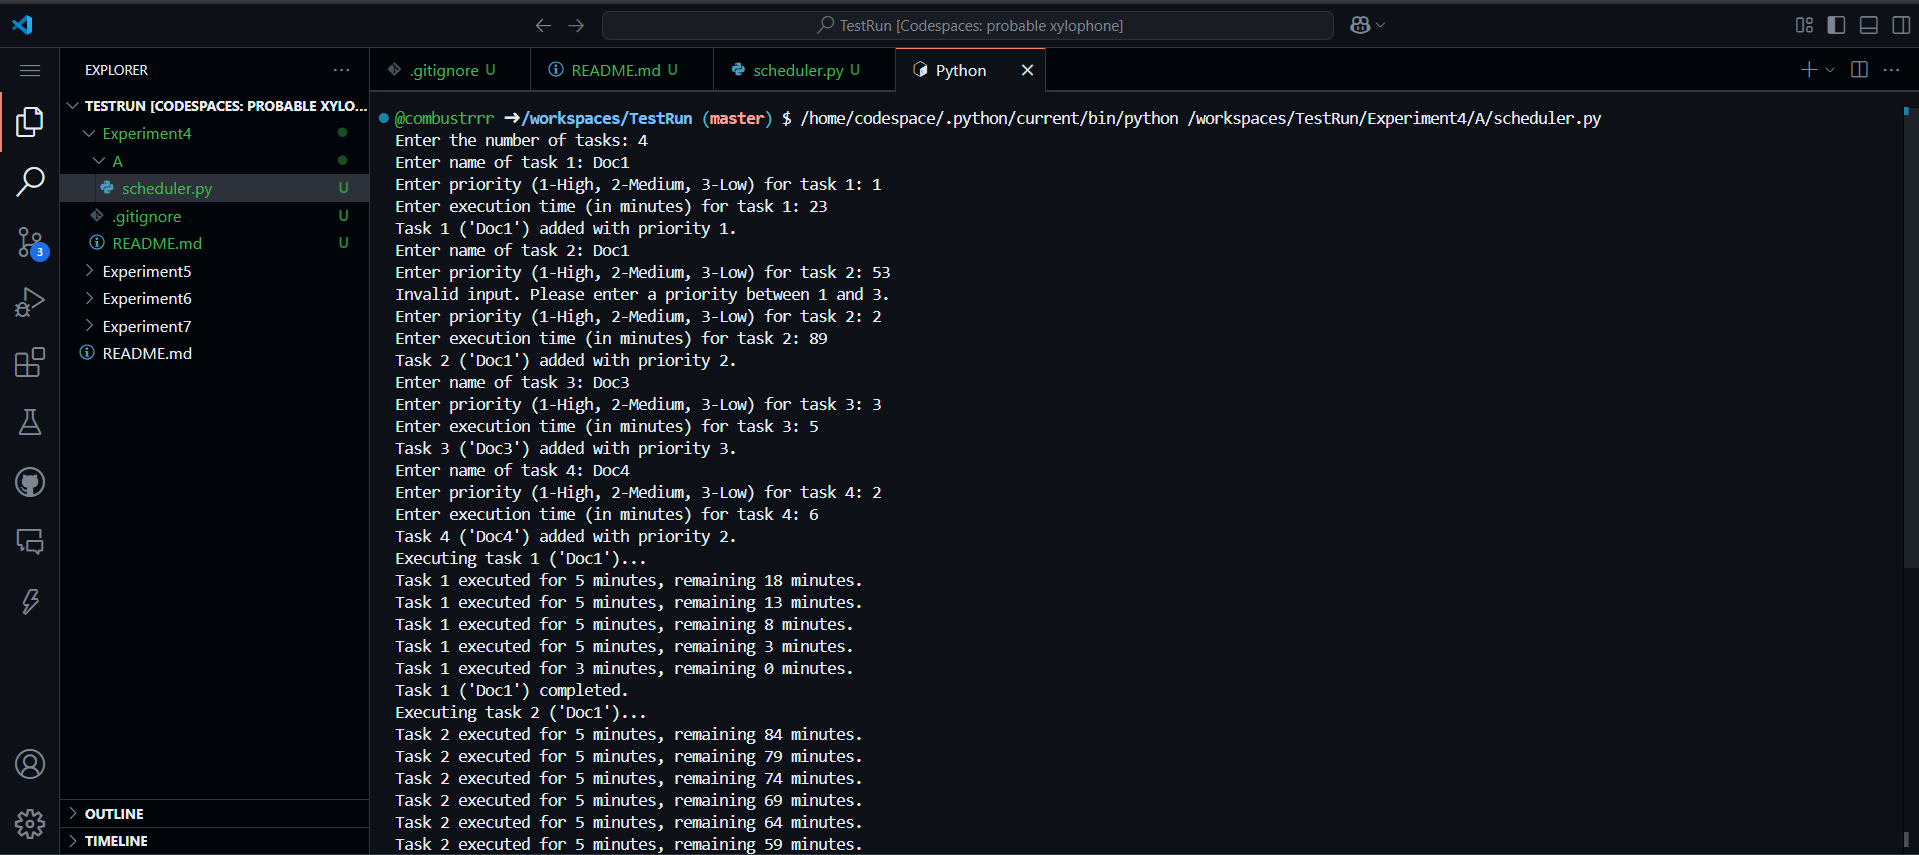 TestRun [Codespaces: probable xylophone]
EXPLORER
TESTRUN [CODESPACES: PROBABLE XYLO...
Experiment4
A
scheduler.py U
.gitignore U
README.md U
Experiment5
Experiment6
Experiment7
README.md
OUTLINE
TIMELINE
3
.gitignore U
README.md U
scheduler.py U
Python
@combustrrr ➜/workspaces/TestRun (master) $ /home/codespace/.python/current/bin/python /workspaces/TestRun/Experiment4/A/scheduler.py
Enter the number of tasks: 4
Enter name of task 1: Doc1
Enter priority (1-High, 2-Medium, 3-Low) for task 1: 1
Enter execution time (in minutes) for task 1: 23
Task 1 ('Doc1') added with priority 1.
Enter name of task 2: Doc1
Enter priority (1-High, 2-Medium, 3-Low) for task 2: 53
Invalid input. Please enter a priority between 1 and 3.
Enter priority (1-High, 2-Medium, 3-Low) for task 2: 2
Enter execution time (in minutes) for task 2: 89
Task 2 ('Doc1') added with priority 2.
Enter name of task 3: Doc3
Enter priority (1-High, 2-Medium, 3-Low) for task 3: 3
Enter execution time (in minutes) for task 3: 5
Task 3 ('Doc3') added with priority 3.
Enter name of task 4: Doc4
Enter priority (1-High, 2-Medium, 3-Low) for task 4: 2
Enter execution time (in minutes) for task 4: 6
Task 4 ('Doc4') added with priority 2.
Executing task 1 ('Doc1')...
Task 1 executed for 5 minutes, remaining 18 minutes.
Task 1 executed for 5 minutes, remaining 13 minutes.
Task 1 executed for 5 minutes, remaining 8 minutes.
Task 1 executed for 5 minutes, remaining 3 minutes.
Task 1 executed for 3 minutes, remaining 0 minutes.
Task 1 ('Doc1') completed.
Executing task 2 ('Doc1')...
Task 2 executed for 5 minutes, remaining 84 minutes.
Task 2 executed for 5 minutes, remaining 79 minutes.
Task 2 executed for 5 minutes, remaining 74 minutes.
Task 2 executed for 5 minutes, remaining 69 minutes.
Task 2 executed for 5 minutes, remaining 64 minutes.
Task 2 executed for 5 minutes, remaining 59 minutes.